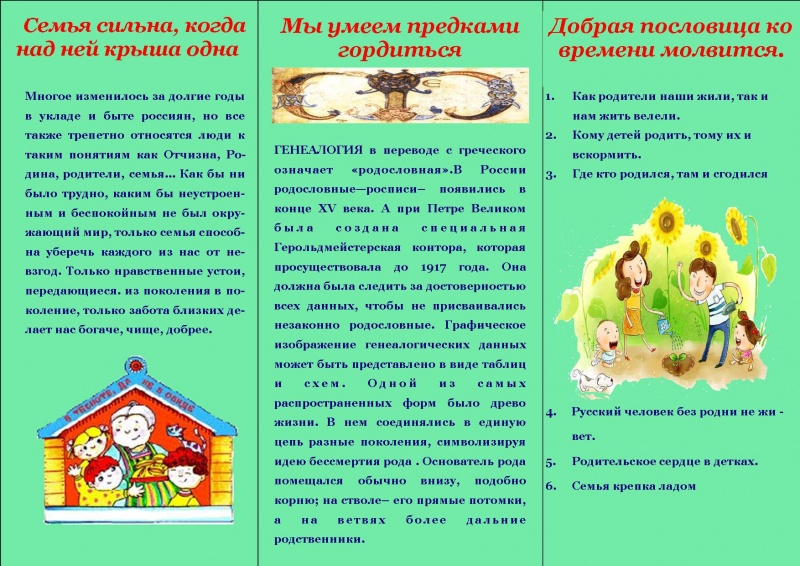 Семья сильна, когда
над ней крыша одна
Многое изменилось за долгие годы
в укладе и быте россиян, но все
также трепетно относятся люди к
таким понятиям как Отчизна, Ро-
дина, родители, семья... Как бы ни
было трудно, каким бы неустроен-
ным и беспокойным не был окру-
жающий мир, только семья способ-
на уберечь каждого из нас от не-
взгод. Только нравственные устои,
передающиеся. из поколения в по-
коление, только забота близких де-
лает нас богаче, чище, добрее.
В ТЕСНОТЕ, ДА НЕ В ОБИДЕ
Мы умеем предками
гордиться
ГЕНЕАЛОГИЯ в переводе с греческого
означает «родословная».В России
родословные—росписи– появились в
конце XV века. А при Петре Великом
была создана специальная
Герольдмейстерская контора, которая
просуществовала до 1917 года. Она
должна была следить за достоверностью
всех данных, чтобы не присваивались
незаконно родословные. Графическое
изображение генеалогических данных
может быть представлено в виде таблиц
и схем. Одной из самых
распространенных форм было древо
жизни. В нем соединялись в единую
цепь разные поколения, символизируя
идею бессмертия рода . Основатель рода
помещался обычно внизу, подобно
корню; на стволе– его прямые потомки,
а на ветвях более дальние
родственники.
Добрая пословица ко
времени молвится.
1. Как родители наши жили, так и
нам жить велели.
2. Кому детей родить, тому их и
вскормить.
3. Где кто родился, там и сгодился
4. Русский человек без родни не жи -
вет.
5. Родительское сердце в детках.
6. Семья крепка ладом